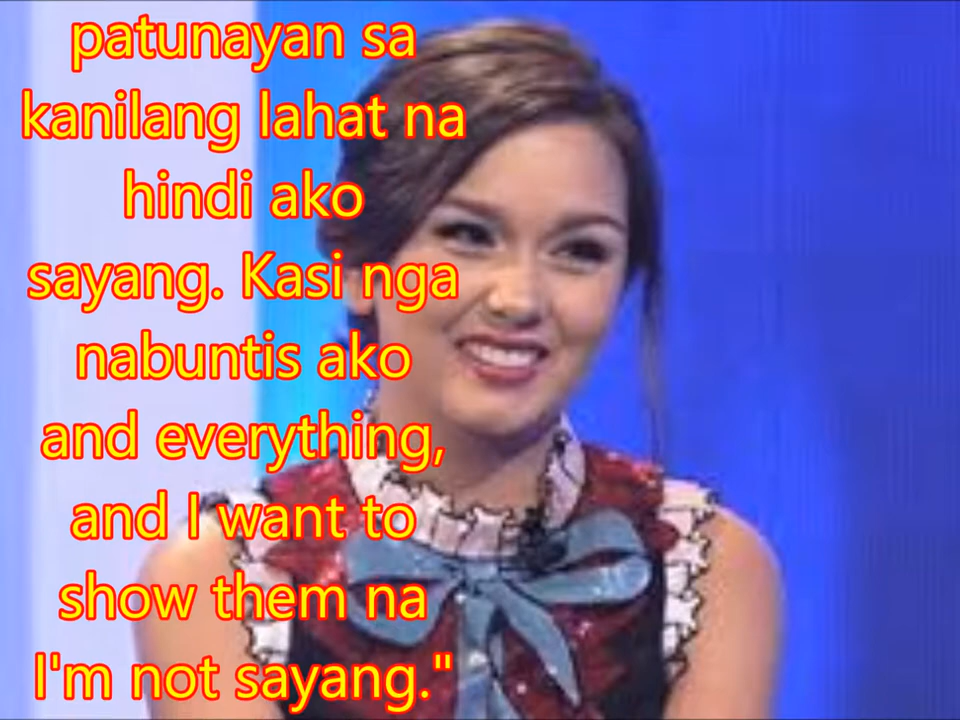 patunayan sa
kanilang lahat na
hindi ako
sayang. Kasi nga
nabuntis ako
and everything,
and I want to
show them na
I'm not sayang."